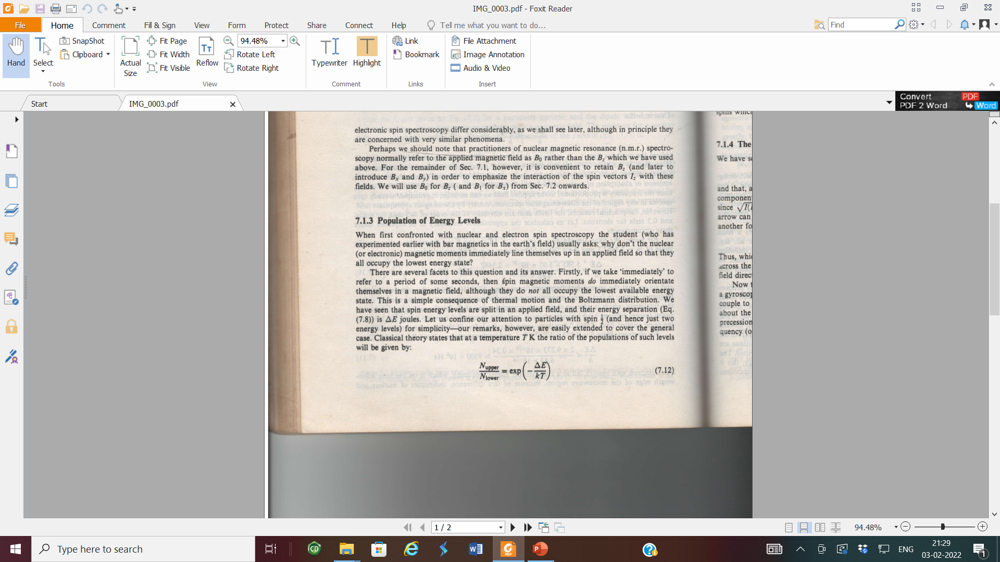 IMG_0003.pdf - Foxit Reader
File Home Comment Fill & Sign View Form Protect Share Connect Help Tell me what you want to do... Find
Hand
Select
SnapShot
Clipboard
Tools
Actual Size
Fit Page
Fit Width
Fit Visible
Reflow
94.48%
Rotate Left
Rotate Right
View
Typewriter
Highlight
Comment
Link
Bookmark
Links
File Attachment
Image Annotation
Audio & Video
Insert
Start
IMG_0003.pdf
Convert PDF
PDF 2 Word Word
electronic spin spectroscopy differ considerably, as we shall see later, although in principle they
are concerned with very similar phenomena.
Perhaps we should note that practitioners of nuclear magnetic resonance (n.m.r.) spectro-
scopy normally refer to the applied magnetic field as B₀ rather than the B_z which we have used
above. For the remainder of Sec. 7.1, however, it is convenient to retain B_z (and later to
introduce B_x and B_y) in order to emphasize the interaction of the spin vectors I_z with these
fields. We will use B₀ for B_z ( and B₁ for B_x) from Sec. 7.2 onwards.
7.1.3 Population of Energy Levels
When first confronted with nuclear and electron spin spectroscopy the student (who has
experimented earlier with bar magnetics in the earth's field) usually asks: why don't the nuclear
(or electronic) magnetic moments immediately line themselves up in an applied field so that they
all occupy the lowest energy state?
There are several facets to this question and its answer. Firstly, if we take 'immediately' to
refer to a period of some seconds, then spin magnetic moments do immediately orientate
themselves in a magnetic field, although they do not all occupy the lowest available energy
state. This is a simple consequence of thermal motion and the Boltzmann distribution. We
have seen that spin energy levels are split in an applied field, and their energy separation (Eq.
(7.8)) is ΔE joules. Let us confine our attention to particles with spin ½ (and hence just two
energy levels) for simplicity—our remarks, however, are easily extended to cover the general
case. Classical theory states that at a temperature T K the ratio of the populations of such levels
will be given by:
N_upper / N_lower = exp(−ΔE / kT) (7.12)
spins which
7.1.4 The
We have se
and that, a
component
since √I(I
arrow can
another fo
Thus, whic
across the
field direc
Now t
a gyroscop
couple to
about the
precession
quency (o
1 / 2
94.48%
Type here to search
ENG
21:29
03-02-2022
1